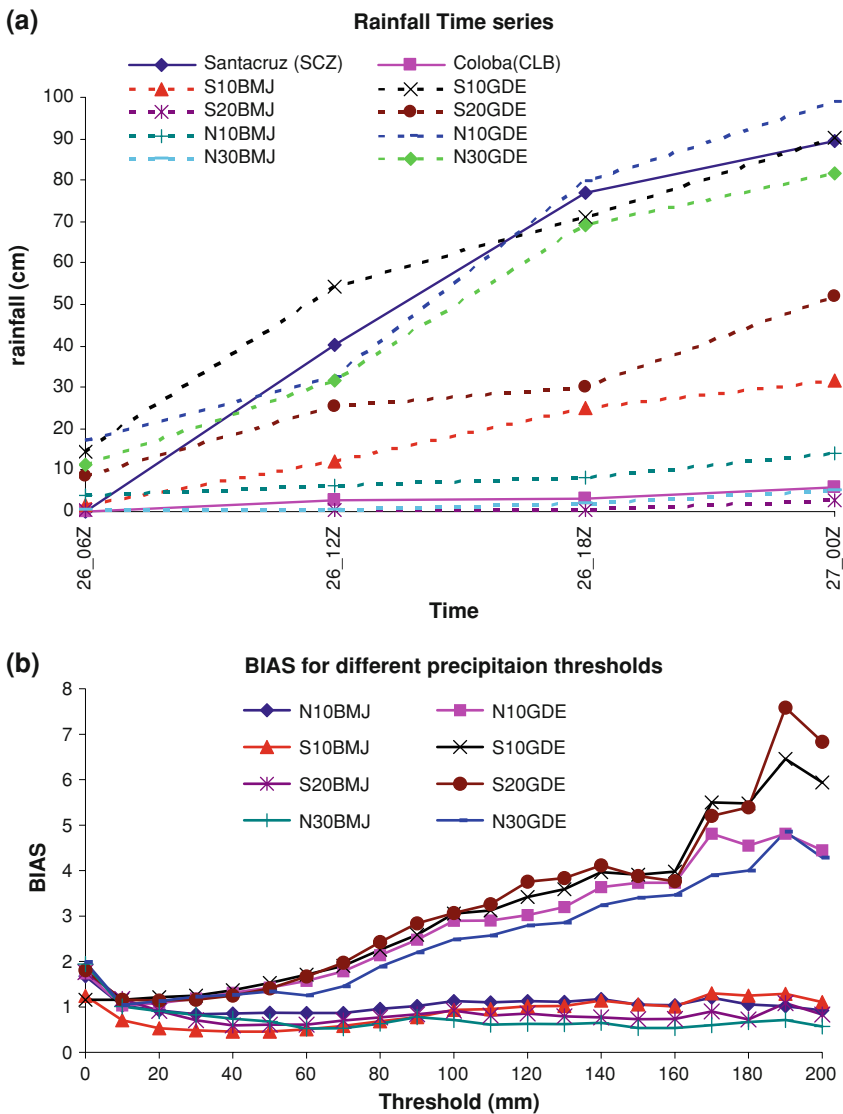 (a)
Rainfall Time series
Santacruz (SCZ) Coloba(CLB)
S10BMJ S10GDE
S20BMJ S20GDE
N10BMJ N10GDE
N30BMJ N30GDE
100
90
80
70
60
50
40
30
20
10
0
rainfall (cm)
26_06Z 26_12Z 26_18Z 27_00Z
Time
(b)
BIAS for different precipitaion thresholds
N10BMJ N10GDE
S10BMJ S10GDE
S20BMJ S20GDE
N30BMJ N30GDE
8
7
6
5
4
3
2
1
0
BIAS
0 20 40 60 80 100 120 140 160 180 200
Threshold (mm)